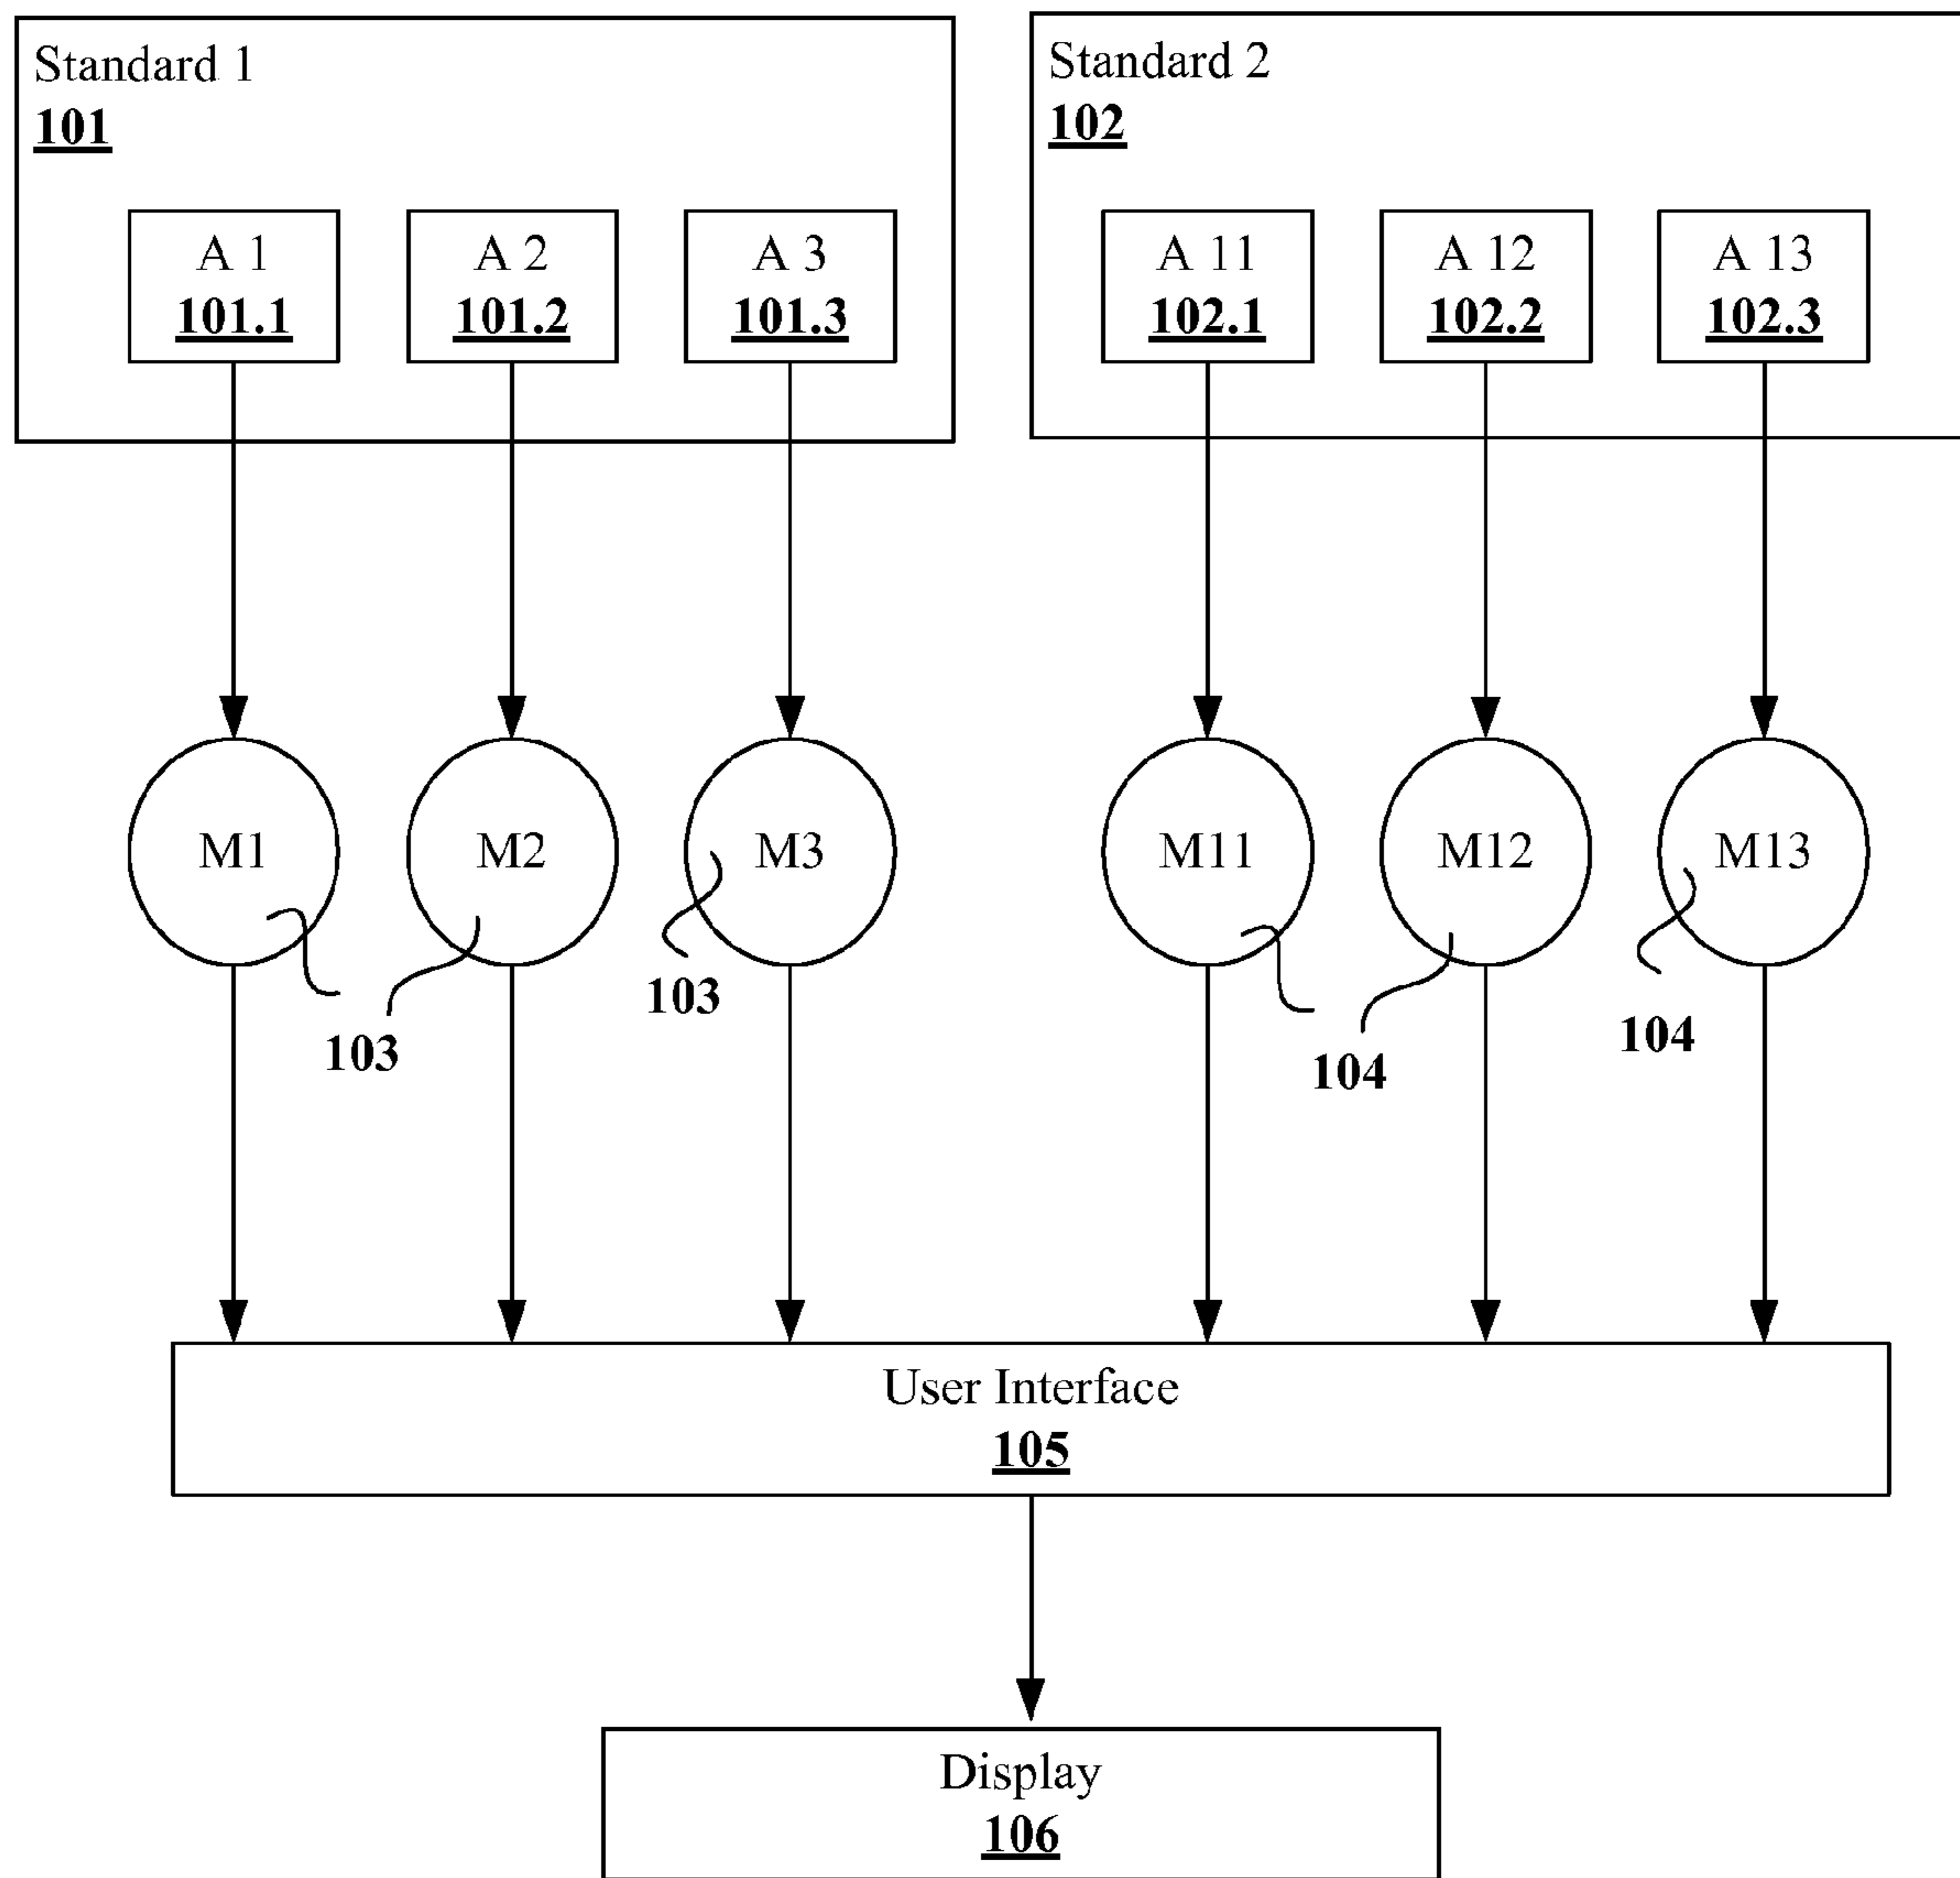 Standard 1
101
Standard 2
102
A 1
101.1
A 2
101.2
A 3
101.3
A 11
102.1
A 12
102.2
A 13
102.3
M1
M2
M3
M11
M12
M13
103
103
104
104
User Interface
105
Display
106